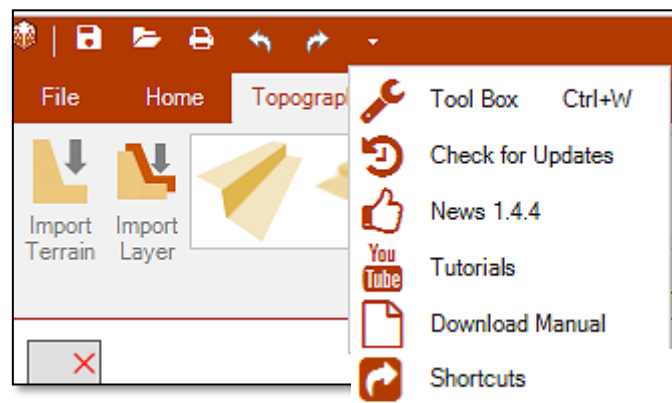 File Home Topograp
Tool Box Ctrl+W
Check for Updates
News 1.4.4
You
Tube
Tutorials
Download Manual
Shortcuts
Import
Terrain
Import
Layer